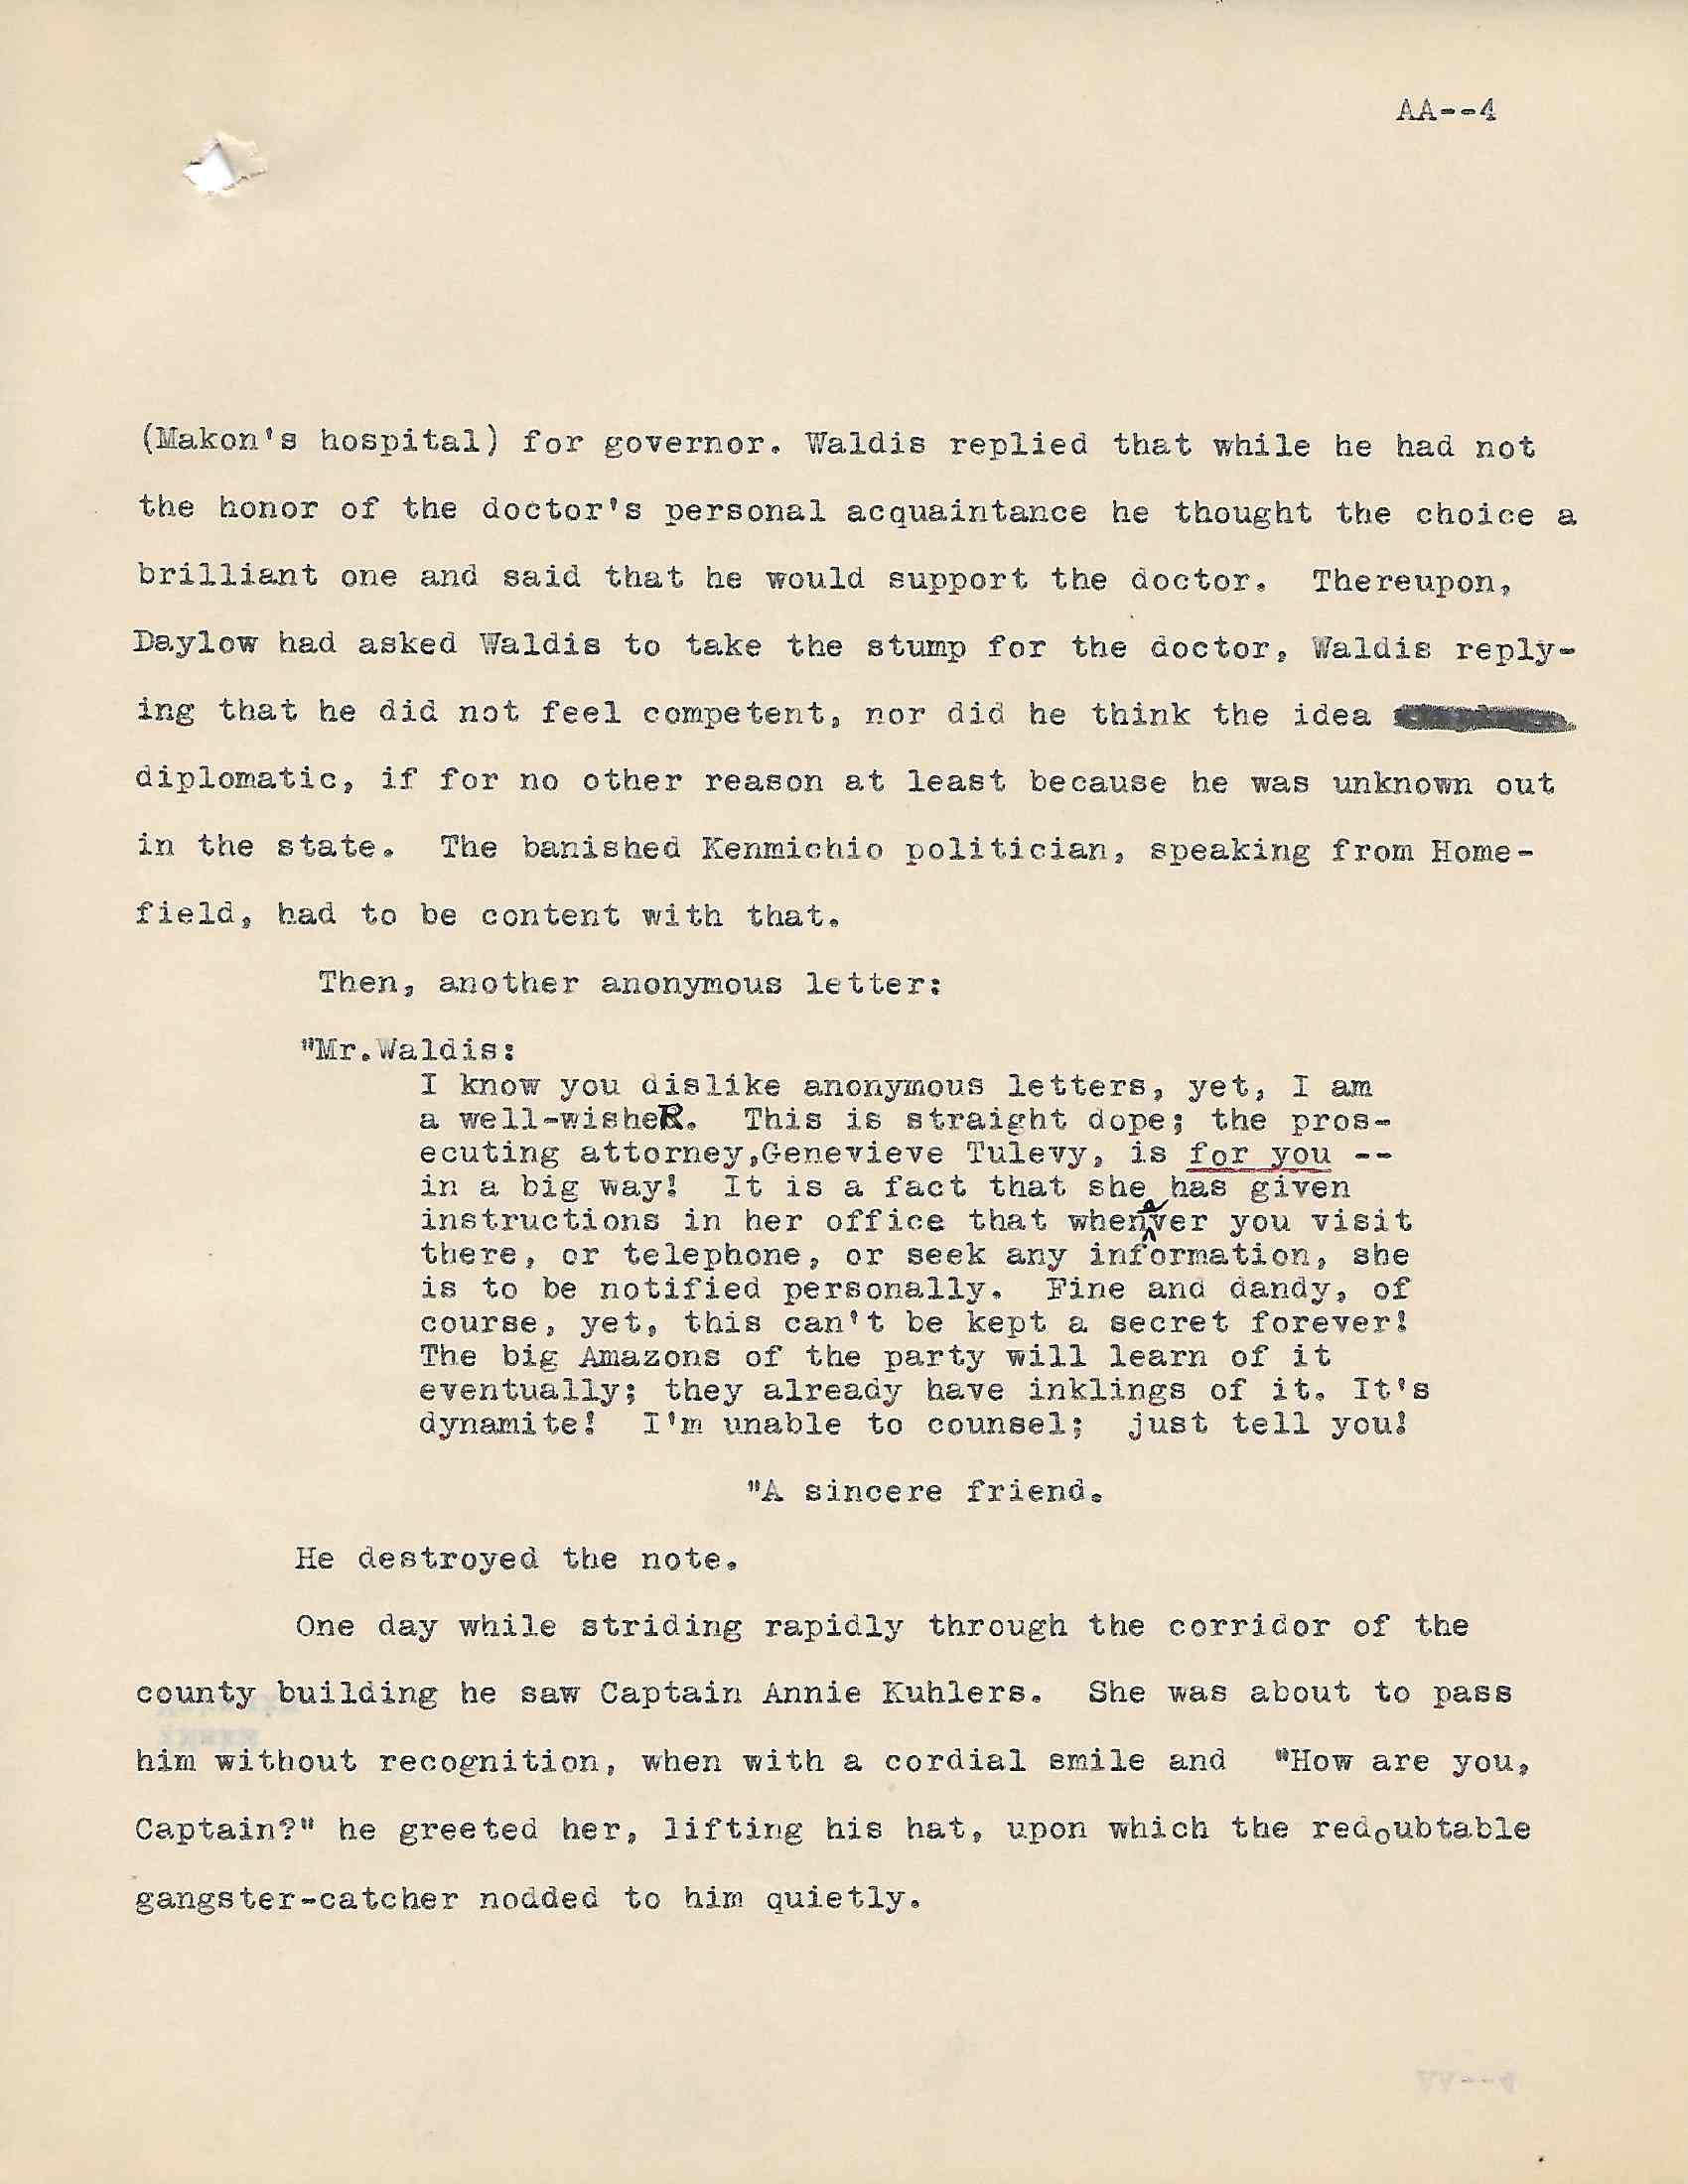 AA--4
(Makon's hospital) for governor. Waldis replied that while he had not
the honor of the doctor's personal acquaintance he thought the choice a
brilliant one and said that he would support the doctor.  Thereupon,
Daylow had asked Waldis to take the stump for the doctor, Waldis reply-
ing that he did not feel competent, nor did he think the idea
diplomatic, if for no other reason at least because he was unknown out
in the state.  The banished Kenmichio politician, speaking from Home-
field, had to be content with that.
Then, another anonymous letter:
"Mr.Waldis:
I know you dislike anonymous letters, yet, I am
a well-wisheR.  This is straight dope; the pros-
ecuting attorney,Genevieve Tulevy, is for you --
in a big way!  It is a fact that she has given
instructions in her office that whenever you visit
there, or telephone, or seek any information, she
is to be notified personally.  Fine and dandy, of
course, yet, this can't be kept a secret forever!
The big Amazons of the party will learn of it
eventually; they already have inklings of it. It's
dynamite!  I'm unable to counsel;  just tell you!
"A sincere friend.
He destroyed the note.
One day while striding rapidly through the corridor of the
county building he saw Captain Annie Kuhlers.  She was about to pass
him without recognition, when with a cordial smile and  "How are you,
Captain?" he greeted her, lifting his hat, upon which the redoubtable
gangster-catcher nodded to him quietly.